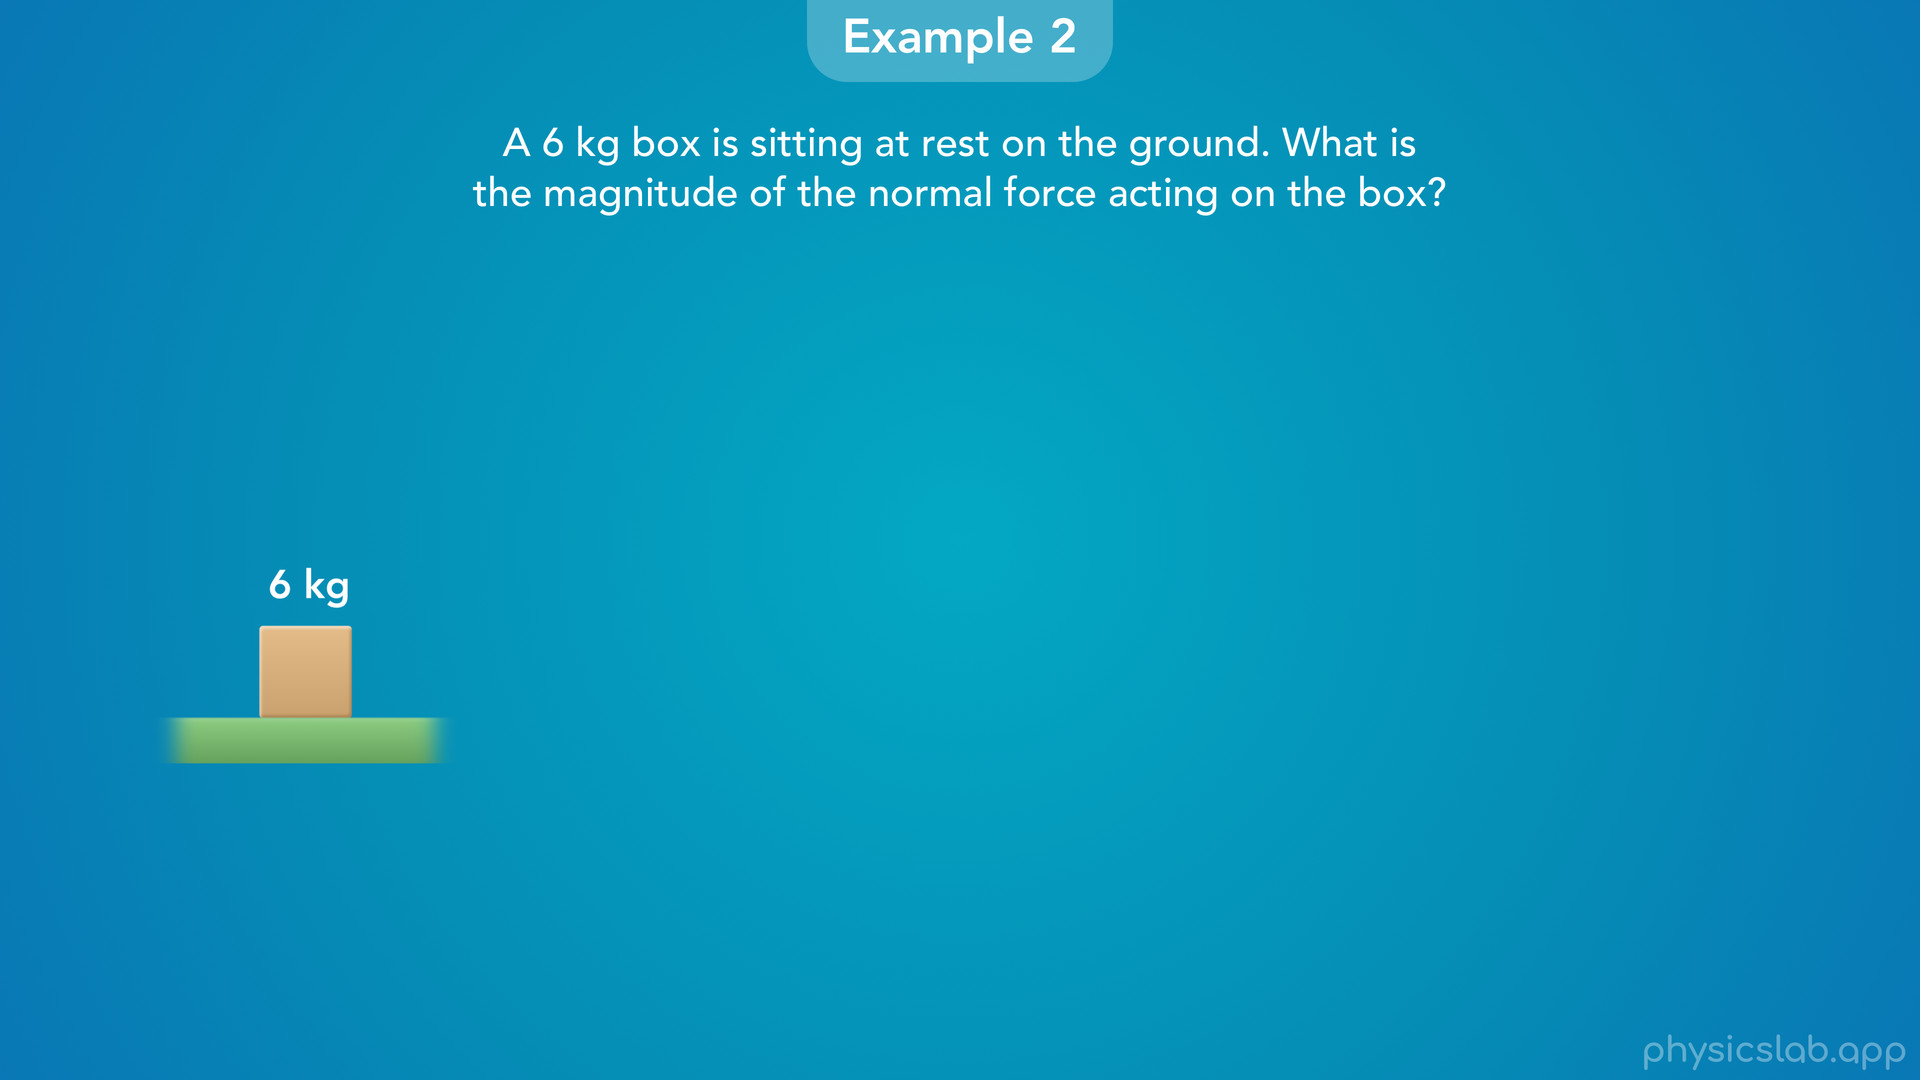 Example 2
A 6 kg box is sitting at rest on the ground. What is
the magnitude of the normal force acting on the box?
6 kg
physicslab.app